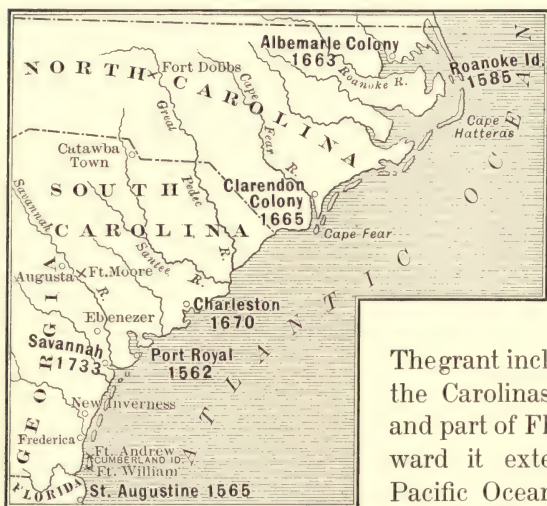 Albemarle Colony
1663
Roanoke Id.
1585
NORTH CAROLINA
Fort Dobbs
Roanoke R.
Cape Fear R.
Great Pedec R.
Cape
Hatteras
Catawba
Town
SOUTH
CAROLINA
Clarendon
Colony
1665
Cape Fear
Savannah R.
Santee R.
Augusta
Ft. Moore
Ebenezer
Charleston
1670
Savannah
1733
Port Royal
1562
GEORGIA
New Inverness
Frederica
Ft. Andrew
CUMBERLAND ID.
Ft. William
FLORIDA
St. Augustine 1565
ATLANTIC OCEAN
The grant incl
the Carolinas
and part of Fl
ward it exte
Pacific Ocean